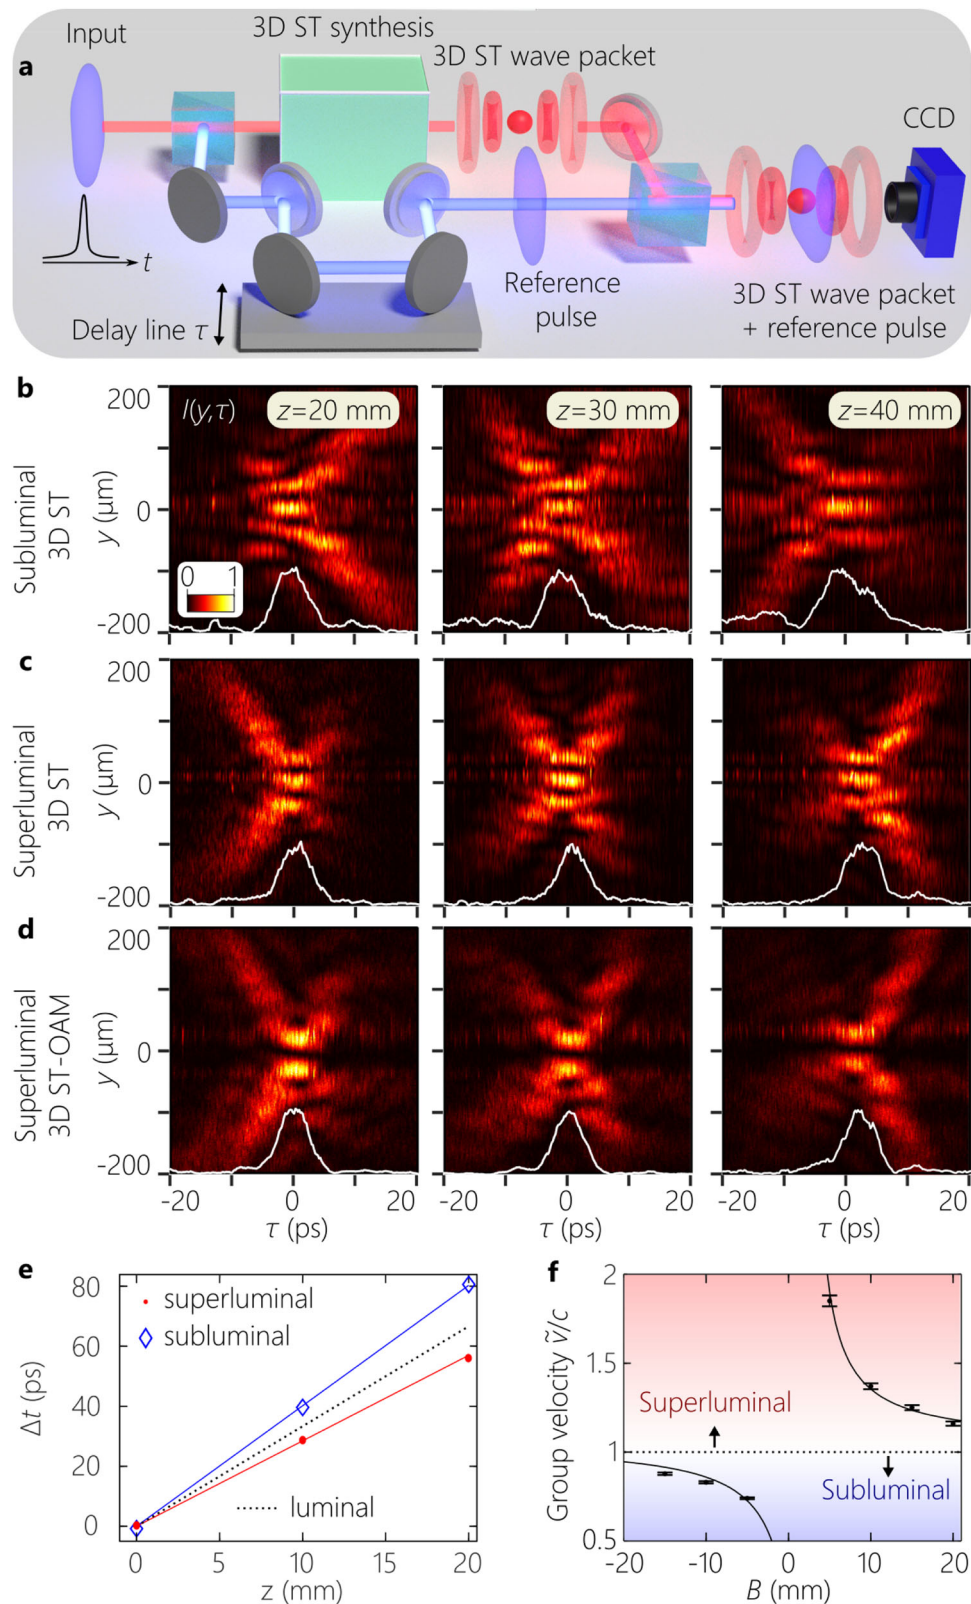 a
Input
3D ST synthesis
3D ST wave packet
CCD
t
Delay line τ
Reference
pulse
3D ST wave packet
+ reference pulse
b
Subluminal
3D ST
y (µm)
200
0
-200
I(y,τ)
z=20 mm
z=30 mm
z=40 mm
0 1
c
Superluminal
3D ST
y (µm)
200
0
-200
d
Superluminal
3D ST-OAM
y (µm)
200
0
-200
-20 0 20
-20 0 20
-20 0 20
τ (ps)
τ (ps)
τ (ps)
e
Δt (ps)
80
60
40
20
0
superluminal
subluminal
luminal
0 5 10 15 20
z (mm)
f
Group velocity ṽ/c
2
1.5
1
0.5
Superluminal
Subluminal
-20 -10 0 10 20
B (mm)